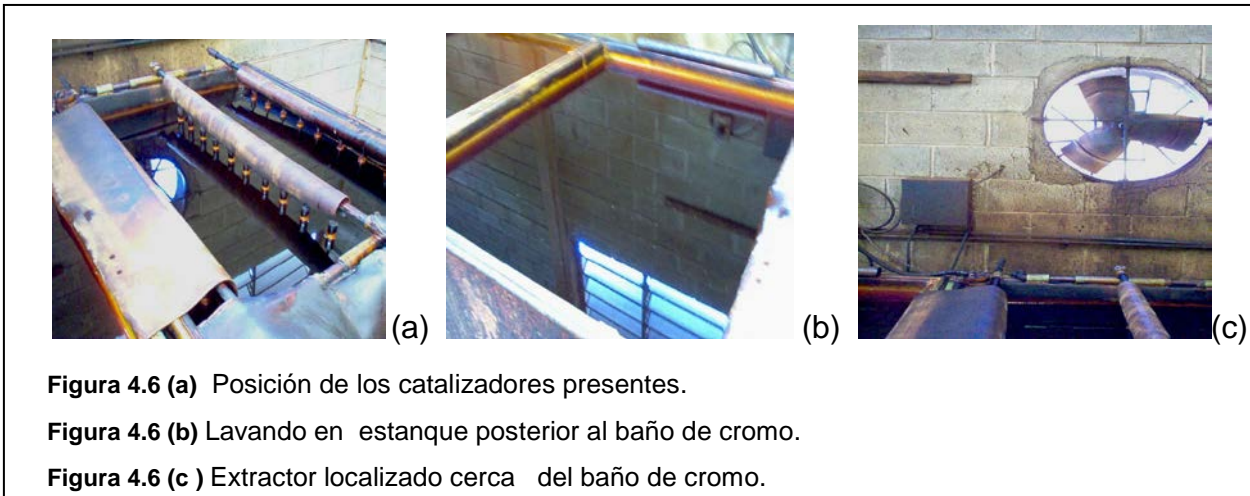 (a) (b) (c)
Figura 4.6 (a) Posición de los catalizadores presentes.
Figura 4.6 (b) Lavando en estanque posterior al baño de cromo.
Figura 4.6 (c ) Extractor localizado cerca del baño de cromo.